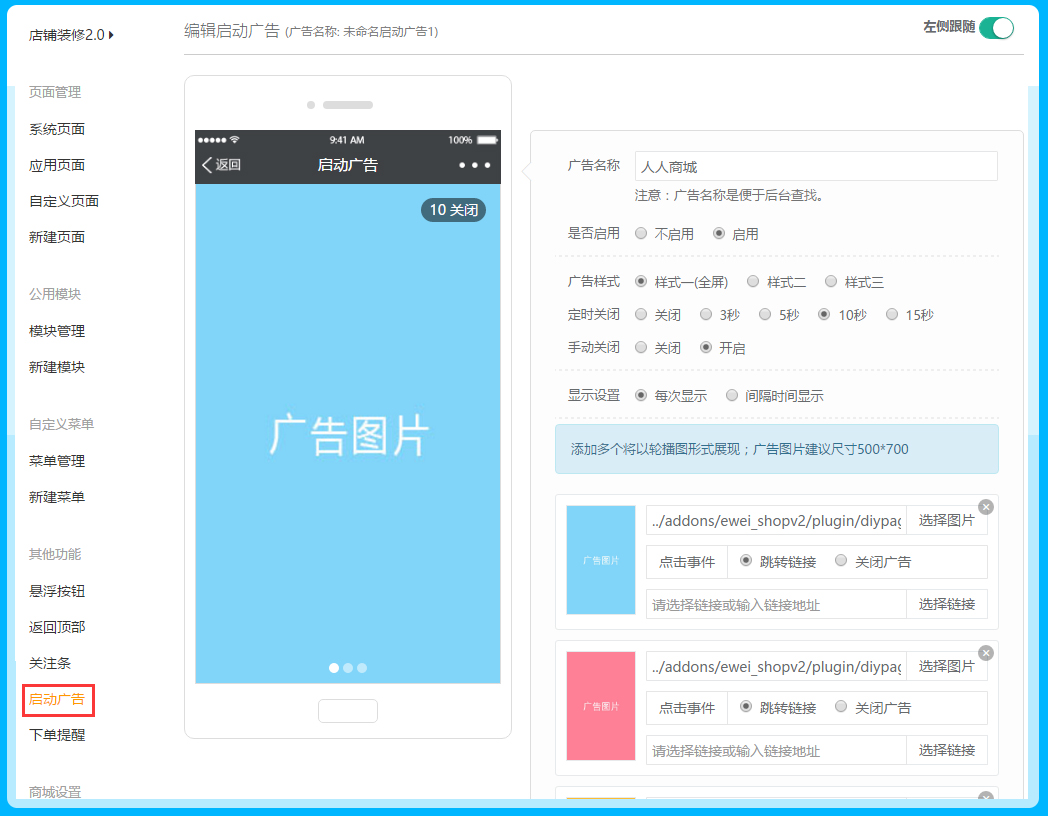 店铺装修2.0
编辑启动广告 (广告名称: 未命名启动广告1)
左侧跟随
页面管理
系统页面
应用页面
自定义页面
新建页面
公用模块
模块管理
新建模块
自定义菜单
菜单管理
新建菜单
其他功能
悬浮按钮
返回顶部
关注条
启动广告
下单提醒
商城设置
9:41 AM
100%
返回
启动广告
10 关闭
广告图片
广告名称 人人商城
注意：广告名称是便于后台查找。
是否启用 不启用 启用
广告样式 样式一(全屏) 样式二 样式三
定时关闭 关闭 3秒 5秒 10秒 15秒
手动关闭 关闭 开启
显示设置 每次显示 间隔时间显示
添加多个将以轮播图形式展现；广告图片建议尺寸500*700
广告图片
../addons/ewei_shopv2/plugin/diypag 选择图片
点击事件 跳转链接 关闭广告
请选择链接或输入链接地址 选择链接
广告图片
../addons/ewei_shopv2/plugin/diypag 选择图片
点击事件 跳转链接 关闭广告
请选择链接或输入链接地址 选择链接